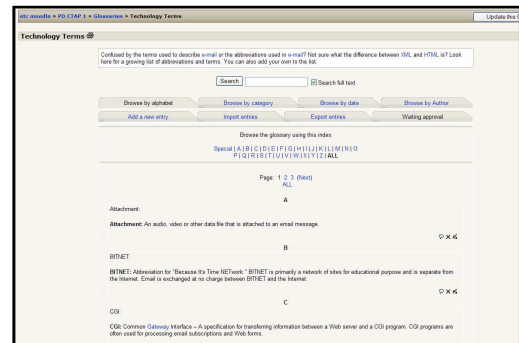 etc moodle » PD CTAP 1 » Glossaries » Technology Terms
Update this G
Technology Terms
Confused by the terms used to describe e-mail or the abbreviations used in e-mail? Not sure what the difference between XML and HTML is? Look
here for a growing list of abbreviations and terms. You can also add your own to the list.
Search
Search full text
Browse by alphabet Browse by category Browse by date Browse by Author
Add a new entry Import entries Export entries Waiting approval
Browse the glossary using this index
Special | A | B | C | D | E | F | G | H | I | J | K | L | M | N | O
P | Q | R | S | T | U | V | W | X | Y | Z | ALL
Page: 1 2 3 (Next)
ALL
A
Attachment:
Attachment: An audio, video or other data file that is attached to an email message.
B
BITNET:
BITNET: Abbreviation for "Because It's Time NETwork." BITNET is primarily a network of sites for educational purpose and is separate from
the Internet. Email is exchanged at no charge between BITNET and the Internet.
C
CGI:
CGI: Common Gateway Interface – A specification for transferring information between a Web server and a CGI program. CGI programs are
often used for processing email subscriptions and Web forms.